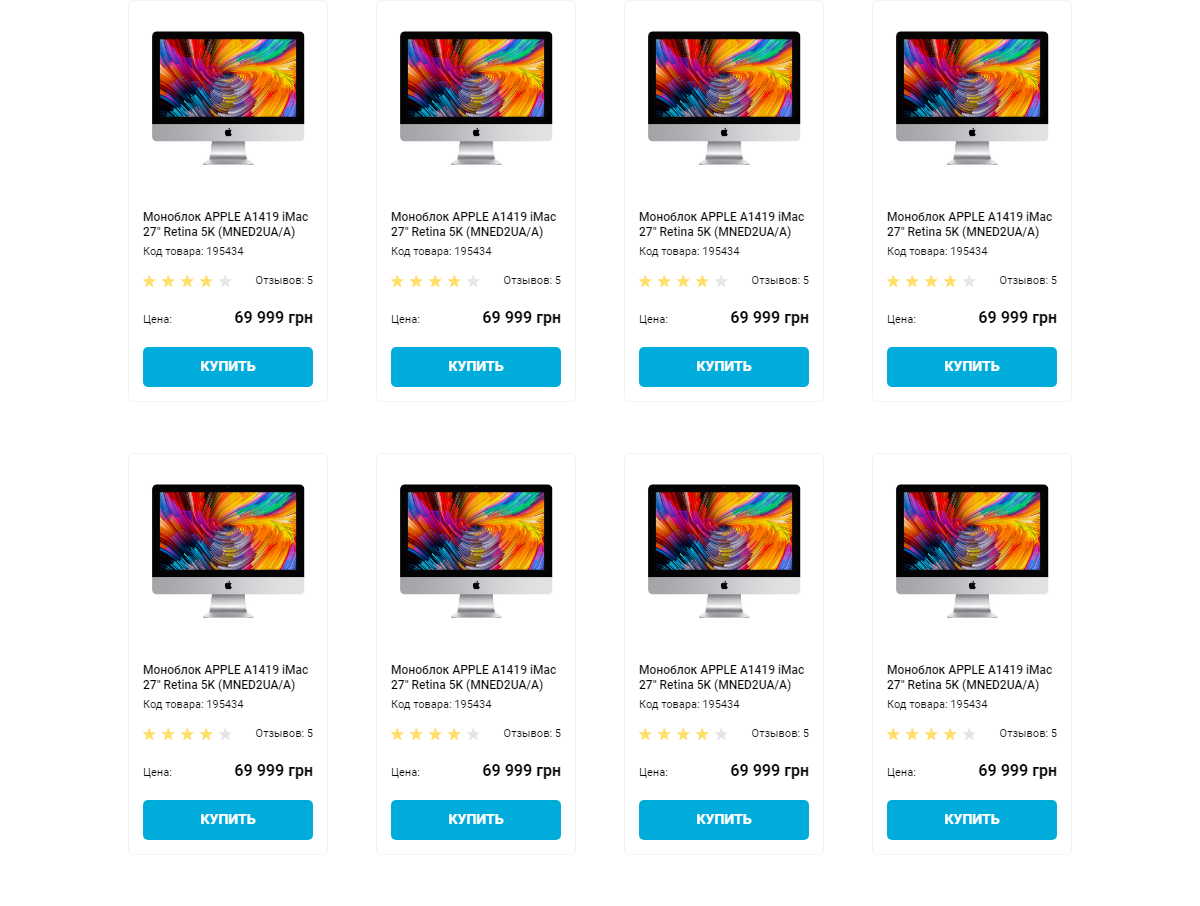 Моноблок APPLE A1419 iMac
27" Retina 5K (MNED2UA/A)
Код товара: 195434
Отзывов: 5
Цена: 69 999 грн
КУПИТЬ
Моноблок APPLE A1419 iMac
27" Retina 5K (MNED2UA/A)
Код товара: 195434
Отзывов: 5
Цена: 69 999 грн
КУПИТЬ
Моноблок APPLE A1419 iMac
27" Retina 5K (MNED2UA/A)
Код товара: 195434
Отзывов: 5
Цена: 69 999 грн
КУПИТЬ
Моноблок APPLE A1419 iMac
27" Retina 5K (MNED2UA/A)
Код товара: 195434
Отзывов: 5
Цена: 69 999 грн
КУПИТЬ
Моноблок APPLE A1419 iMac
27" Retina 5K (MNED2UA/A)
Код товара: 195434
Отзывов: 5
Цена: 69 999 грн
КУПИТЬ
Моноблок APPLE A1419 iMac
27" Retina 5K (MNED2UA/A)
Код товара: 195434
Отзывов: 5
Цена: 69 999 грн
КУПИТЬ
Моноблок APPLE A1419 iMac
27" Retina 5K (MNED2UA/A)
Код товара: 195434
Отзывов: 5
Цена: 69 999 грн
КУПИТЬ
Моноблок APPLE A1419 iMac
27" Retina 5K (MNED2UA/A)
Код товара: 195434
Отзывов: 5
Цена: 69 999 грн
КУПИТЬ